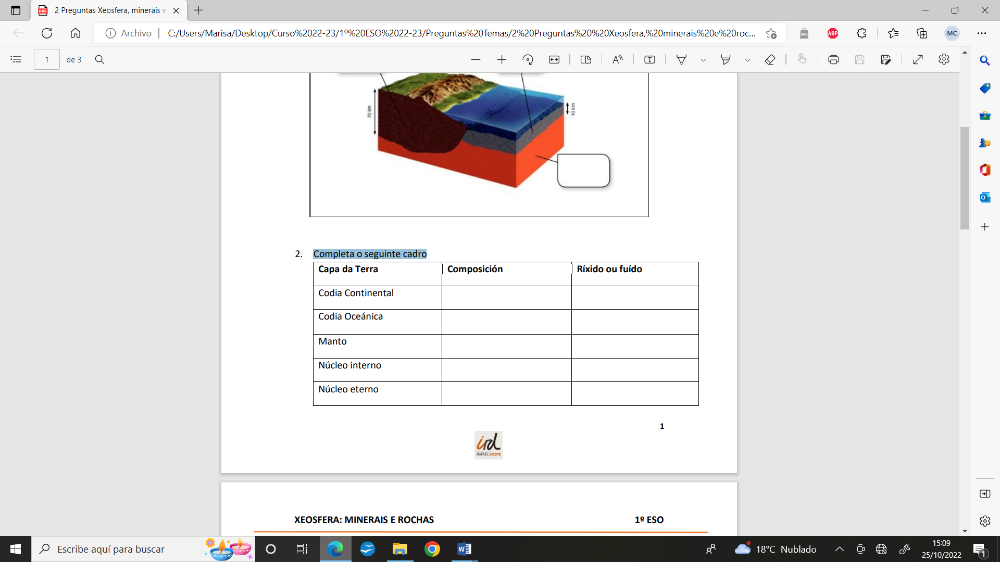 2 Preguntas Xeosfera, minerais e
Archivo
C:/Users/Marisa/Desktop/Curso%2022-23/1º%20ESO%2022-23/Preguntas%20Temas/2%20Preguntas%20%20Xeosfera,%20minerais%20e%20roc...
AVG
ABP
MC
1
de 3
70 km
10 km
2. Completa o seguinte cadro
Capa da Terra
Composición
Ríxido ou fuído
Codia Continental
Codia Oceánica
Manto
Núcleo interno
Núcleo eterno
1
ird
RAFAEL DIESTE
XEOSFERA: MINERAIS E ROCHAS
1º ESO
Escribe aquí para buscar
18°C Nublado
15:09
25/10/2022
1